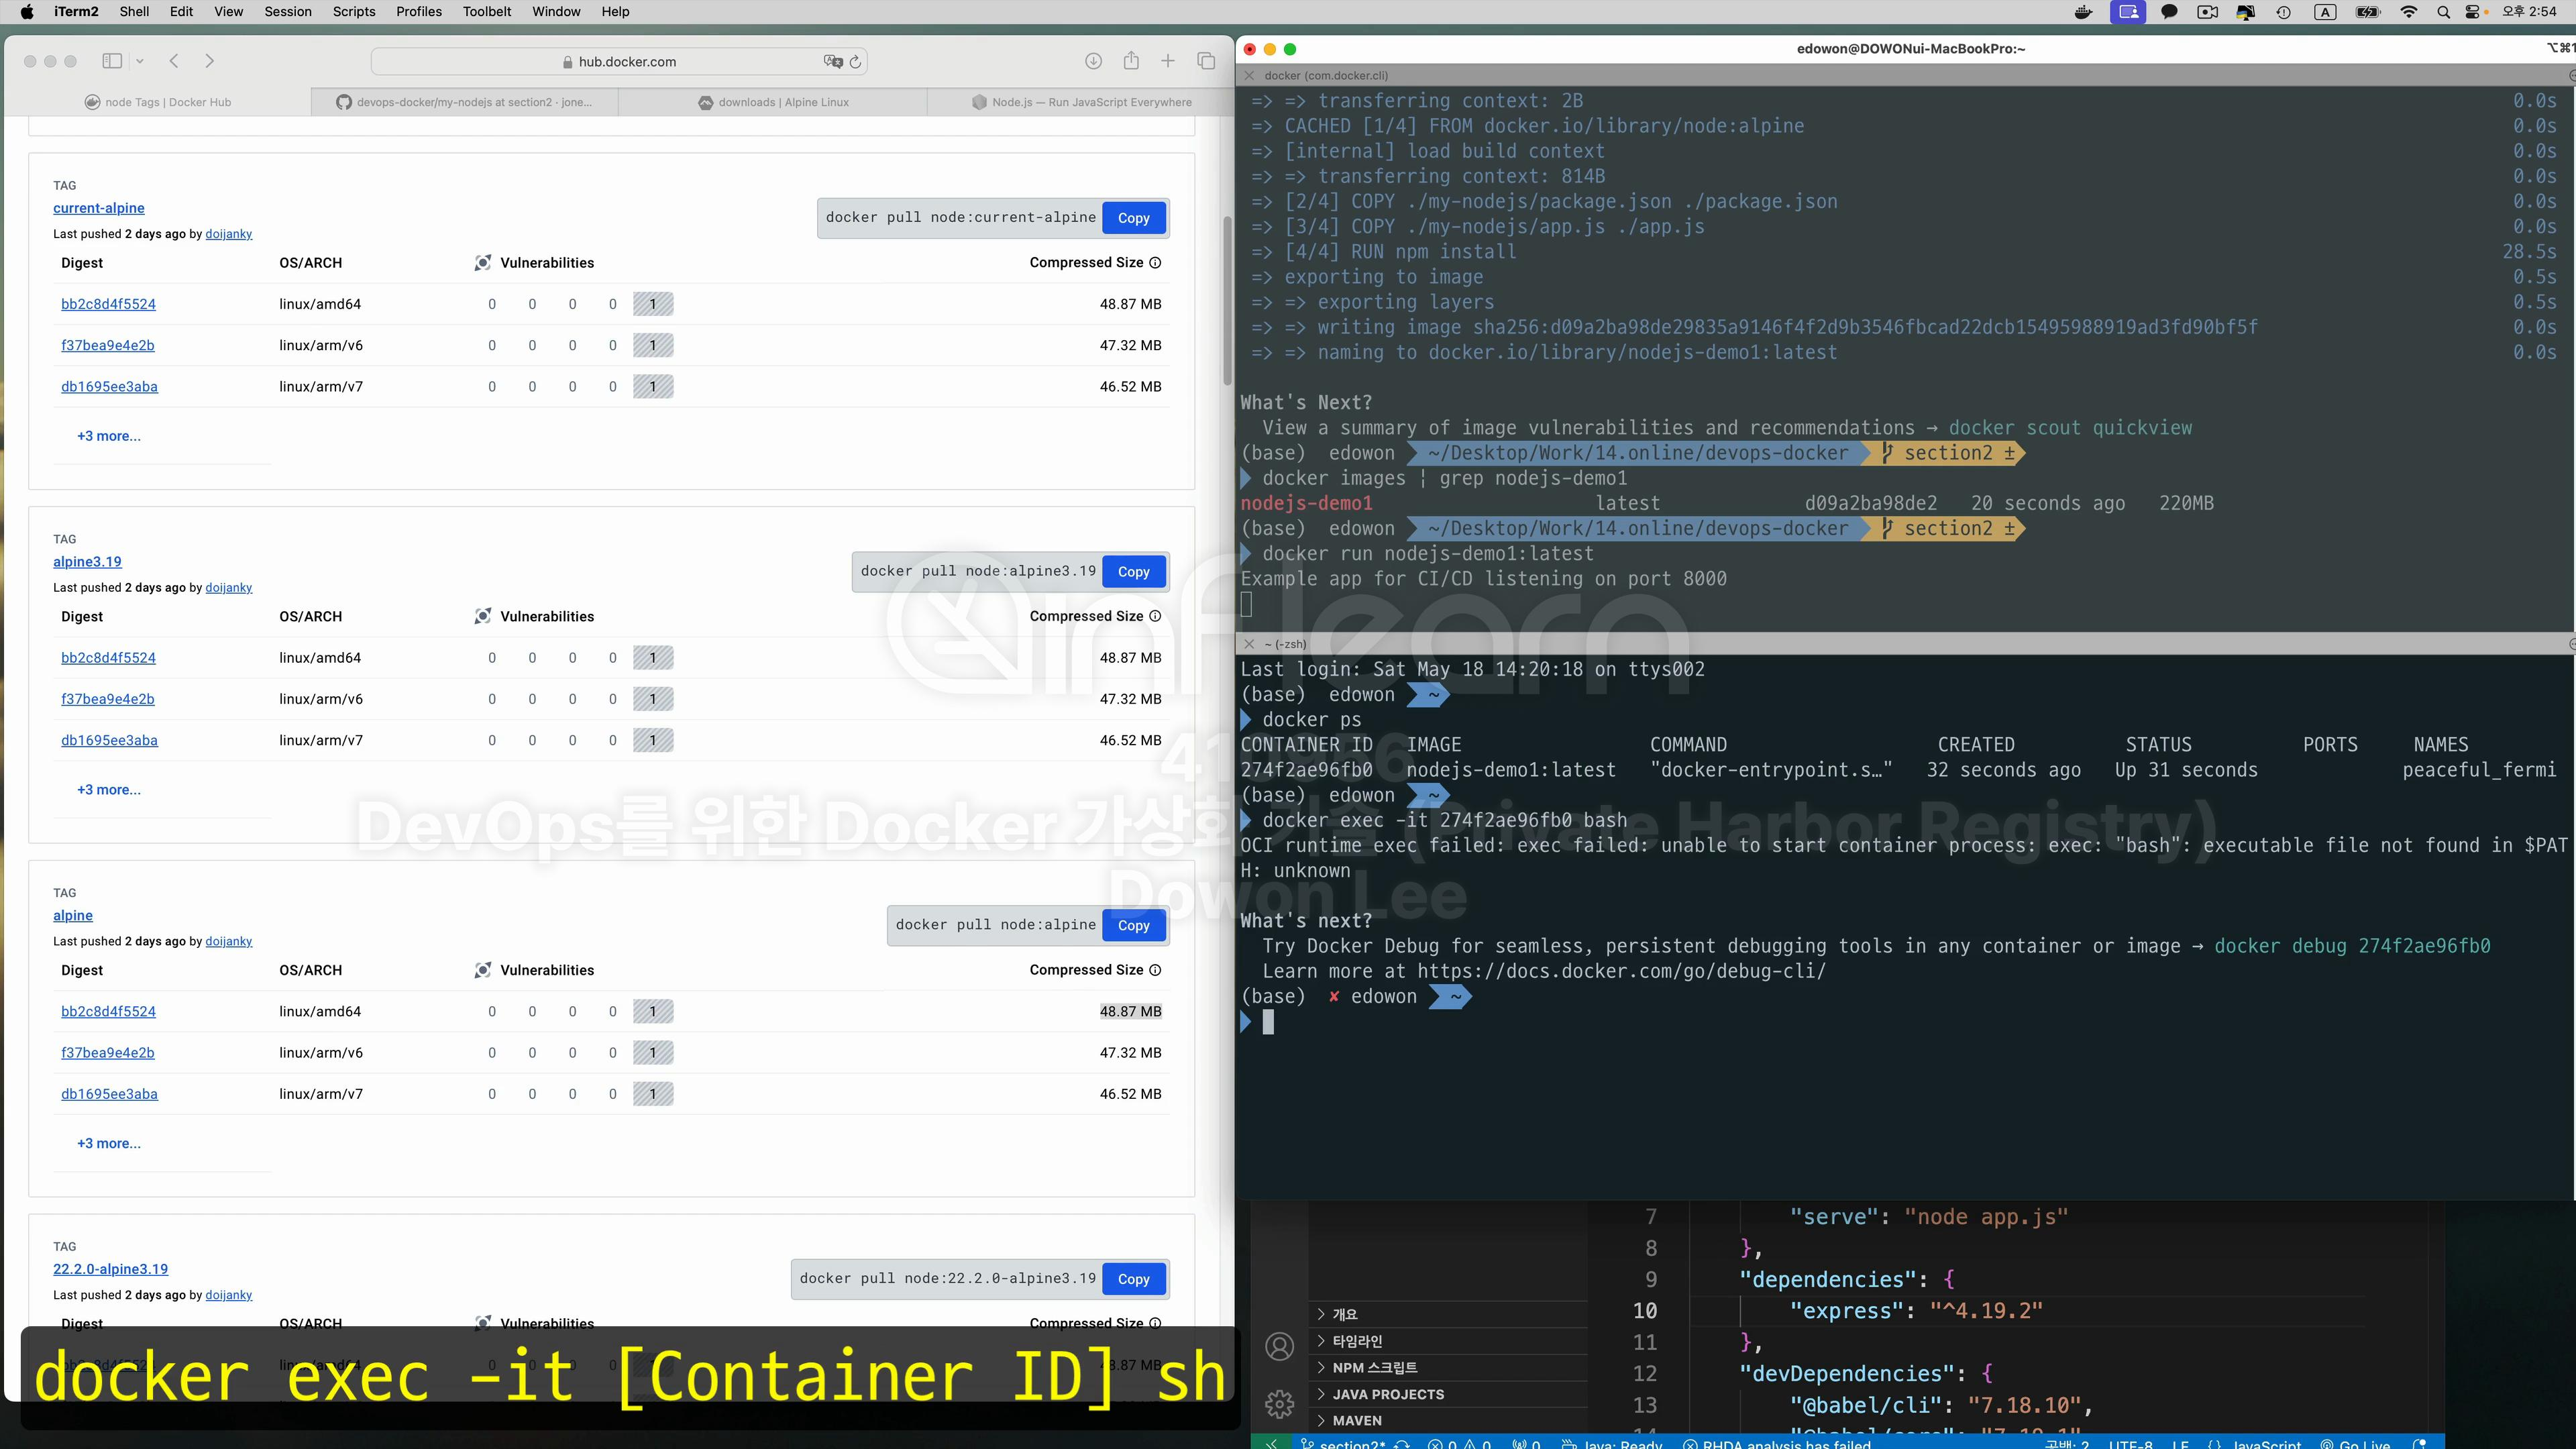 iTerm2 Shell Edit View Session Scripts Profiles Toolbelt Window Help
오후 2:54
hub.docker.com
node Tags | Docker Hub
devops-docker/my-nodejs at section2 · jone...
downloads | Alpine Linux
Node.js — Run JavaScript Everywhere
TAG
current-alpine
docker pull node:current-alpine Copy
Last pushed 2 days ago by doijanky
Digest OS/ARCH Vulnerabilities Compressed Size
bb2c8d4f5524 linux/amd64 0 0 0 0 1 48.87 MB
f37bea9e4e2b linux/arm/v6 0 0 0 0 1 47.32 MB
db1695ee3aba linux/arm/v7 0 0 0 0 1 46.52 MB
+3 more...
TAG
alpine3.19
docker pull node:alpine3.19 Copy
Last pushed 2 days ago by doijanky
Digest OS/ARCH Vulnerabilities Compressed Size
bb2c8d4f5524 linux/amd64 0 0 0 0 1 48.87 MB
f37bea9e4e2b linux/arm/v6 0 0 0 0 1 47.32 MB
db1695ee3aba linux/arm/v7 0 0 0 0 1 46.52 MB
+3 more...
TAG
alpine
docker pull node:alpine Copy
Last pushed 2 days ago by doijanky
Digest OS/ARCH Vulnerabilities Compressed Size
bb2c8d4f5524 linux/amd64 0 0 0 0 1 48.87 MB
f37bea9e4e2b linux/arm/v6 0 0 0 0 1 47.32 MB
db1695ee3aba linux/arm/v7 0 0 0 0 1 46.52 MB
+3 more...
TAG
22.2.0-alpine3.19
docker pull node:22.2.0-alpine3.19 Copy
Last pushed 2 days ago by doijanky
Digest OS/ARCH Vulnerabilities Compressed Size
docker exec -it [Container ID] sh
edowon@DOWONui-MacBookPro:~
docker (com.docker.cli)
=> => transferring context: 2B 0.0s
=> CACHED [1/4] FROM docker.io/library/node:alpine 0.0s
=> [internal] load build context 0.0s
=> => transferring context: 814B 0.0s
=> [2/4] COPY ./my-nodejs/package.json ./package.json 0.0s
=> [3/4] COPY ./my-nodejs/app.js ./app.js 0.0s
=> [4/4] RUN npm install 28.5s
=> exporting to image 0.5s
=> => exporting layers 0.5s
=> => writing image sha256:d09a2ba98de29835a9146f4f2d9b3546fbcad22dcb15495988919ad3fd90bf5f 0.0s
=> => naming to docker.io/library/nodejs-demo1:latest 0.0s
What's Next?
View a summary of image vulnerabilities and recommendations → docker scout quickview
(base) edowon ~/Desktop/Work/14.online/devops-docker section2 ±
docker images | grep nodejs-demo1
nodejs-demo1 latest d09a2ba98de2 20 seconds ago 220MB
(base) edowon ~/Desktop/Work/14.online/devops-docker section2 ±
docker run nodejs-demo1:latest
Example app for CI/CD listening on port 8000
~ (-zsh)
Last login: Sat May 18 14:20:18 on ttys002
(base) edowon ~
docker ps
CONTAINER ID IMAGE COMMAND CREATED STATUS PORTS NAMES
274f2ae96fb0 nodejs-demo1:latest "docker-entrypoint.s…" 32 seconds ago Up 31 seconds peaceful_fermi
(base) edowon ~
docker exec -it 274f2ae96fb0 bash
OCI runtime exec failed: exec failed: unable to start container process: exec: "bash": executable file not found in $PAT
H: unknown
What's next?
Try Docker Debug for seamless, persistent debugging tools in any container or image → docker debug 274f2ae96fb0
Learn more at https://docs.docker.com/go/debug-cli/
(base) ✘ edowon ~
inflearn
DevOps를 위한 Docker 가상화 기술(Private Harbor Registry)
Dowon Lee
개요
타임라인
NPM 스크립트
JAVA PROJECTS
MAVEN
7 "serve": "node app.js"
8 },
9 "dependencies": {
10 "express": "^4.19.2"
11 },
12 "devDependencies": {
13 "@babel/cli": "7.18.10",
section2* 0 0 0 Java: Ready RHDA analysis has failed 공백: 2 UTF-8 LF {} JavaScript Go Live